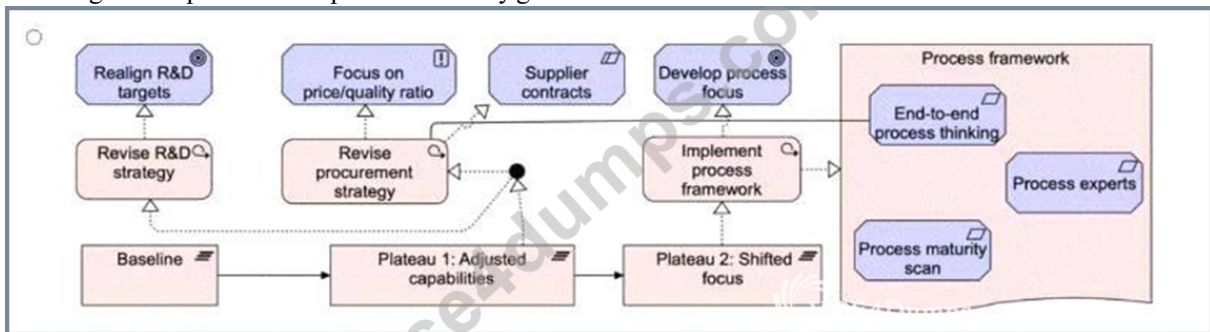 Realign R&D
targets
Focus on
price/quality ratio
Supplier
contracts
Develop process
focus
Process framework
End-to-end
process thinking
Process experts
Process maturity
scan
Revise R&D
strategy
Revise
procurement
strategy
Implement
process
framework
Baseline
Plateau 1: Adjusted
capabilities
Plateau 2: Shifted
focus